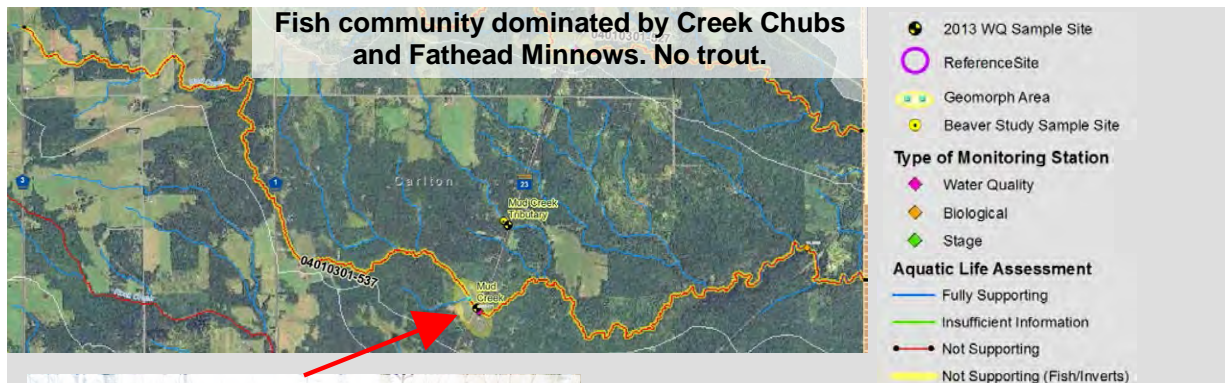 Fish community dominated by Creek Chubs
and Fathead Minnows. No trout.
3
1
Carlton
23
Mud Creek
Tributary
04010301-537
Mud
Creek
2013 WQ Sample Site
ReferenceSite
Geomorph Area
Beaver Study Sample Site
Type of Monitoring Station
Water Quality
Biological
Stage
Aquatic Life Assessment
Fully Supporting
Insufficient Information
Not Supporting
Not Supporting (Fish/Inverts)